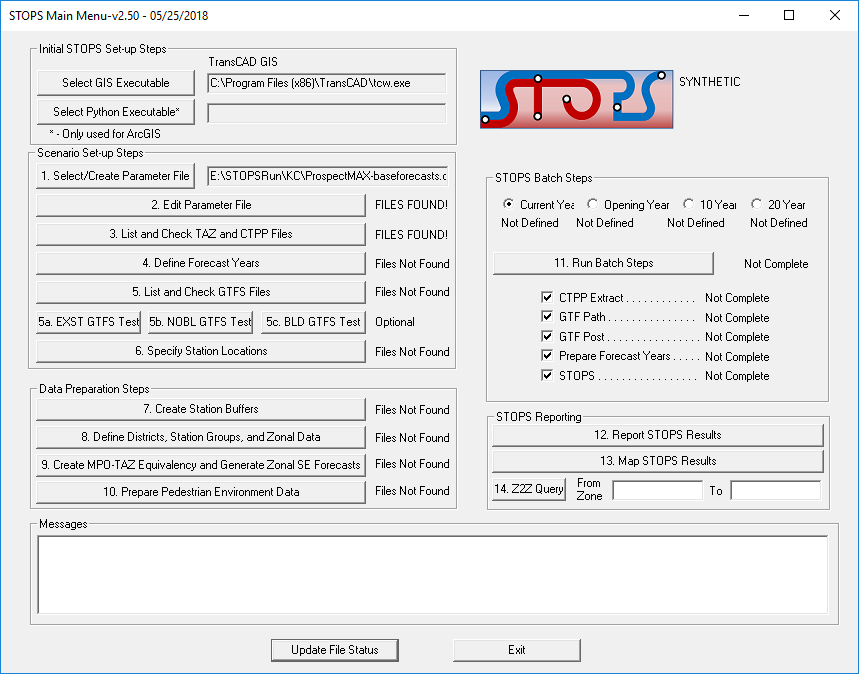 STOPS Main Menu-v2.50 - 05/25/2018
Initial STOPS Set-up Steps
TransCAD GIS
Select GIS Executable
C:\Program Files (x86)\TransCAD\tcw.exe
Select Python Executable*
* - Only used for ArcGIS
STOPS
SYNTHETIC
Scenario Set-up Steps
1. Select/Create Parameter File
E:\STOPSRun\KC\ProspectMAX-baseforecasts.c
2. Edit Parameter File
FILES FOUND!
3. List and Check TAZ and CTPP Files
FILES FOUND!
4. Define Forecast Years
Files Not Found
5. List and Check GTFS Files
Files Not Found
5a. EXST GTFS Test
5b. NOBL GTFS Test
5c. BLD GTFS Test
Optional
6. Specify Station Locations
Files Not Found
Data Preparation Steps
7. Create Station Buffers
Files Not Found
8. Define Districts, Station Groups, and Zonal Data
Files Not Found
9. Create MPO-TAZ Equivalency and Generate Zonal SE Forecasts
Files Not Found
10. Prepare Pedestrian Environment Data
Files Not Found
STOPS Batch Steps
Current Yea
Opening Year
10 Year
20 Year
Not Defined
Not Defined
Not Defined
Not Defined
11. Run Batch Steps
Not Complete
CTPP Extract . . . . . . . . . . . . Not Complete
GTF Path . . . . . . . . . . . . . . . Not Complete
GTF Post . . . . . . . . . . . . . . . Not Complete
Prepare Forecast Years . . . . . Not Complete
STOPS . . . . . . . . . . . . . . . . . Not Complete
STOPS Reporting
12. Report STOPS Results
13. Map STOPS Results
14. Z2Z Query
From
Zone
To
Messages
Update File Status
Exit